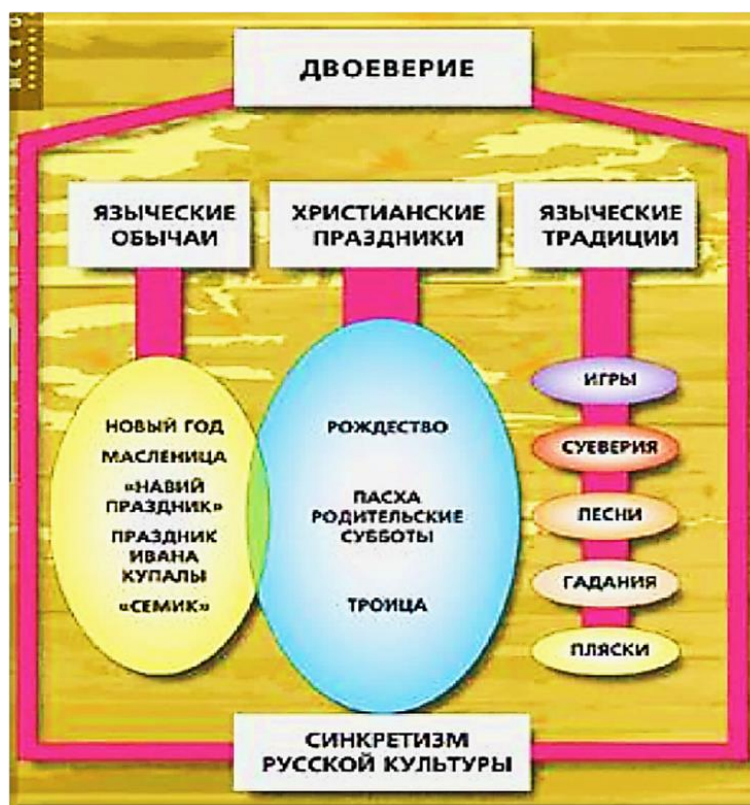 ИСТО
ДВОЕВЕРИЕ
ЯЗЫЧЕСКИЕ
ОБЫЧАИ
ХРИСТИАНСКИЕ
ПРАЗДНИКИ
ЯЗЫЧЕСКИЕ
ТРАДИЦИИ
НОВЫЙ ГОД
МАСЛЕНИЦА
«НАВИЙ
ПРАЗДНИК»
ПРАЗДНИК
ИВАНА
КУПАЛЫ
«СЕМИК»
РОЖДЕСТВО
ПАСХА
РОДИТЕЛЬСКИЕ
СУББОТЫ
ТРОИЦА
ИГРЫ
СУЕВЕРИЯ
ПЕСНИ
ГАДАНИЯ
ПЛЯСКИ
СИНКРЕТИЗМ
РУССКОЙ КУЛЬТУРЫ